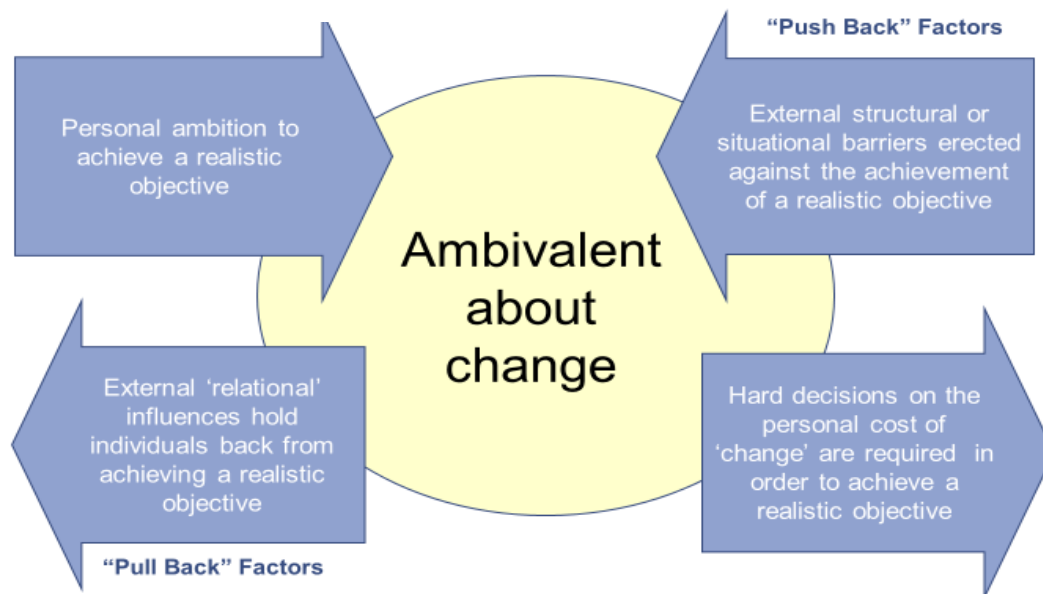 “Push Back” Factors
Personal ambition to
achieve a realistic
objective
External structural or
situational barriers erected
against the achievement
of a realistic objective
Ambivalent
about
change
External ‘relational’
influences hold
individuals back from
achieving a realistic
objective
“Pull Back” Factors
Hard decisions on the
personal cost of
‘change’ are required in
order to achieve a
realistic objective